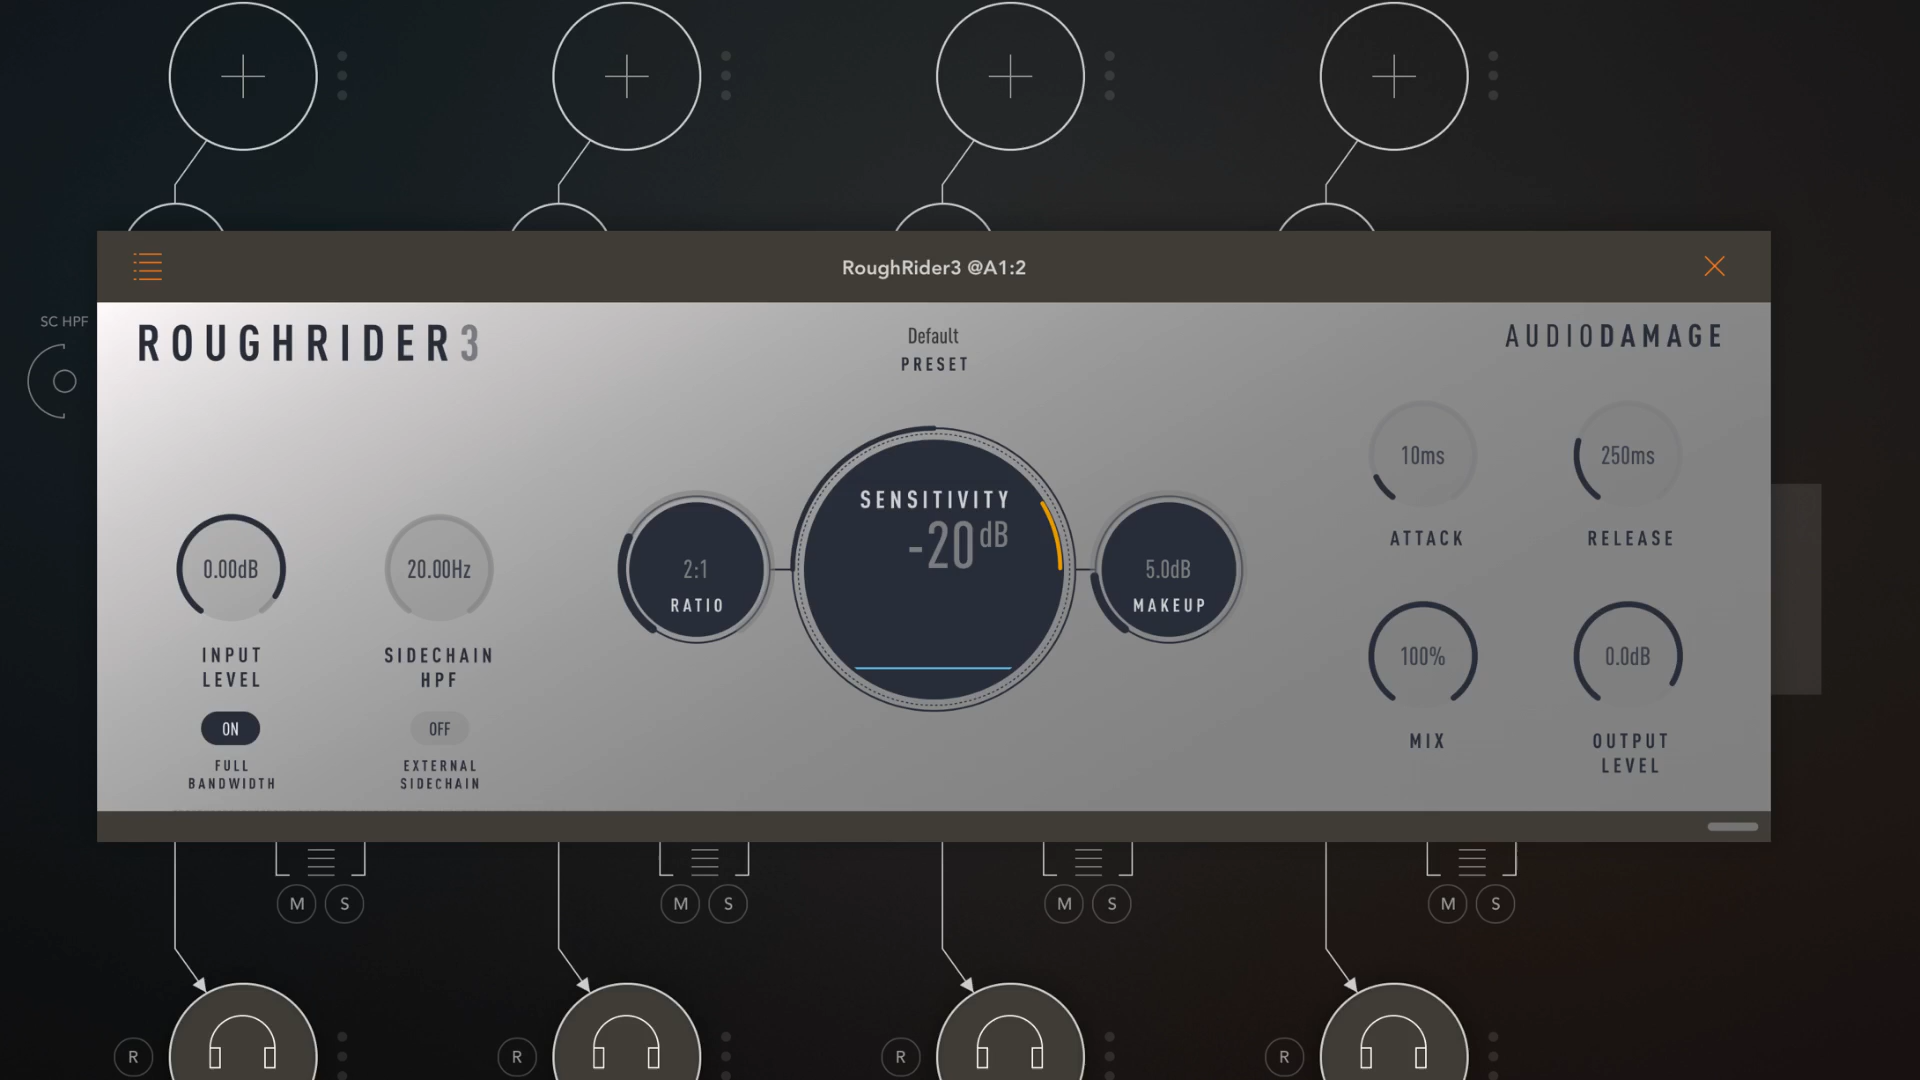 RoughRider3 @A1:2
SC HPF
ROUGHRIDER3
Default
PRESET
AUDIODAMAGE
0.00dB
INPUT
LEVEL
ON
FULL
BANDWIDTH
20.00Hz
SIDECHAIN
HPF
OFF
EXTERNAL
SIDECHAIN
2:1
RATIO
SENSITIVITY
-20dB
5.0dB
MAKEUP
10ms
ATTACK
250ms
RELEASE
100%
MIX
0.0dB
OUTPUT
LEVEL
M S M S M S M S
R R R R